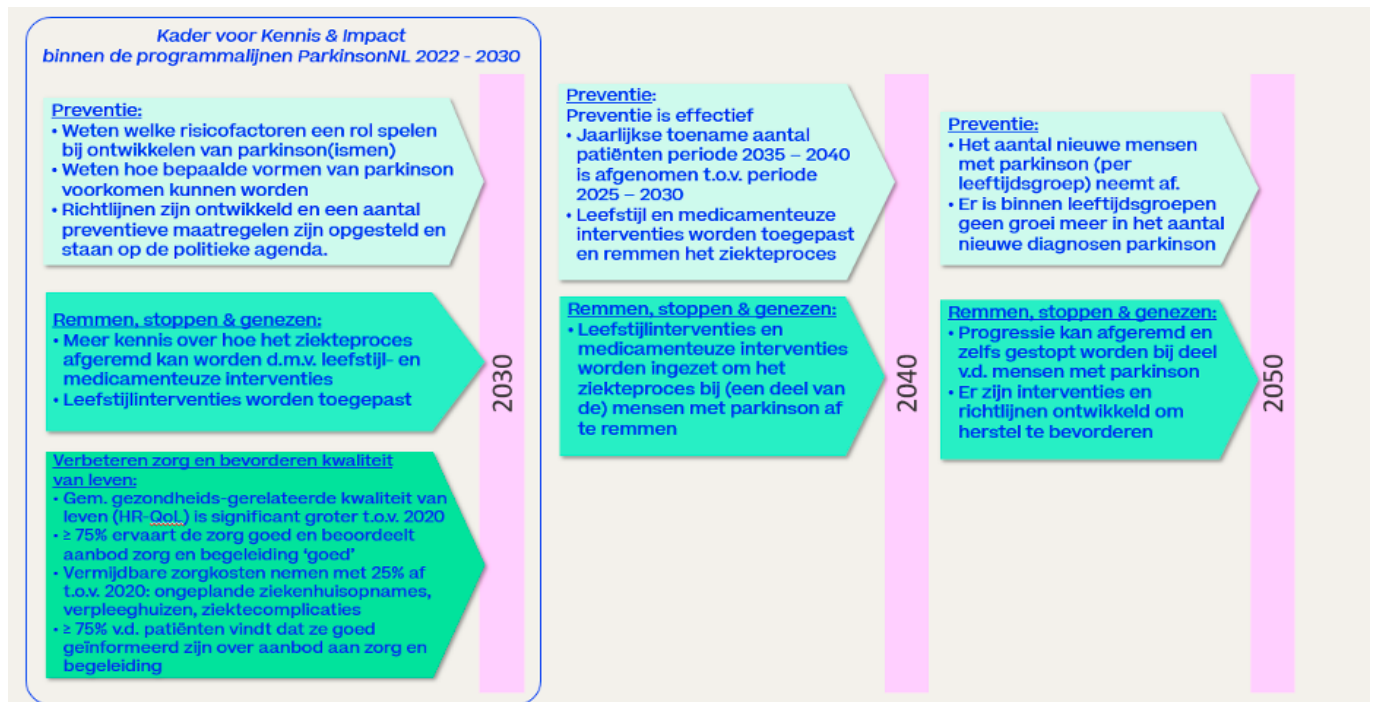 Kader voor Kennis & Impact
binnen de programmalijnen ParkinsonNL 2022 - 2030
Preventie:
• Weten welke risicofactoren een rol spelen
bij ontwikkelen van parkinson(ismen)
• Weten hoe bepaalde vormen van parkinson
voorkomen kunnen worden
• Richtlijnen zijn ontwikkeld en een aantal
preventieve maatregelen zijn opgesteld en
staan op de politieke agenda.
Remmen, stoppen & genezen:
• Meer kennis over hoe het ziekteproces
afgeremd kan worden d.m.v. leefstijl- en
medicamenteuze interventies
• Leefstijlinterventies worden toegepast
Verbeteren zorg en bevorderen kwaliteit
van leven:
• Gem. gezondheids-gerelateerde kwaliteit van
leven (HR-QoL) is significant groter t.o.v. 2020
• ≥ 75% ervaart de zorg goed en beoordeelt
aanbod zorg en begeleiding ‘goed’
• Vermijdbare zorgkosten nemen met 25% af
t.o.v. 2020: ongeplande ziekenhuisopnames,
verpleeghuizen, ziektecomplicaties
• ≥ 75% v.d. patiënten vindt dat ze goed
geïnformeerd zijn over aanbod aan zorg en
begeleiding
2030
Preventie:
Preventie is effectief
• Jaarlijkse toename aantal
patiënten periode 2035 – 2040
is afgenomen t.o.v. periode
2025 – 2030
• Leefstijl en medicamenteuze
interventies worden toegepast
en remmen het ziekteproces
Remmen, stoppen & genezen:
• Leefstijlinterventies en
medicamenteuze interventies
worden ingezet om het
ziekteproces bij (een deel van
de) mensen met parkinson af
te remmen
2040
Preventie:
• Het aantal nieuwe mensen
met parkinson (per
leeftijdsgroep) neemt af.
• Er is binnen leeftijdsgroepen
geen groei meer in het aantal
nieuwe diagnosen parkinson
Remmen, stoppen & genezen:
• Progressie kan afgeremd en
zelfs gestopt worden bij deel
v.d. mensen met parkinson
• Er zijn interventies en
richtlijnen ontwikkeld om
herstel te bevorderen
2050